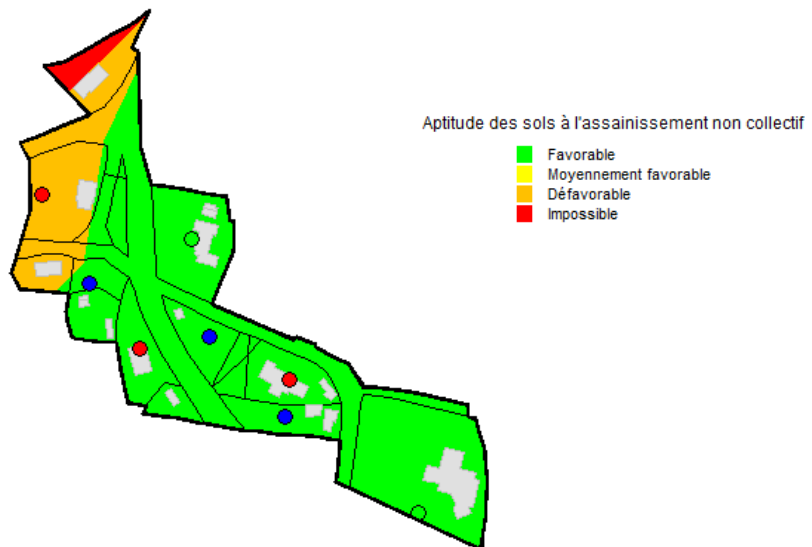 Aptitude des sols à l'assainissement non collectif
Favorable
Moyennement favorable
Défavorable
Impossible